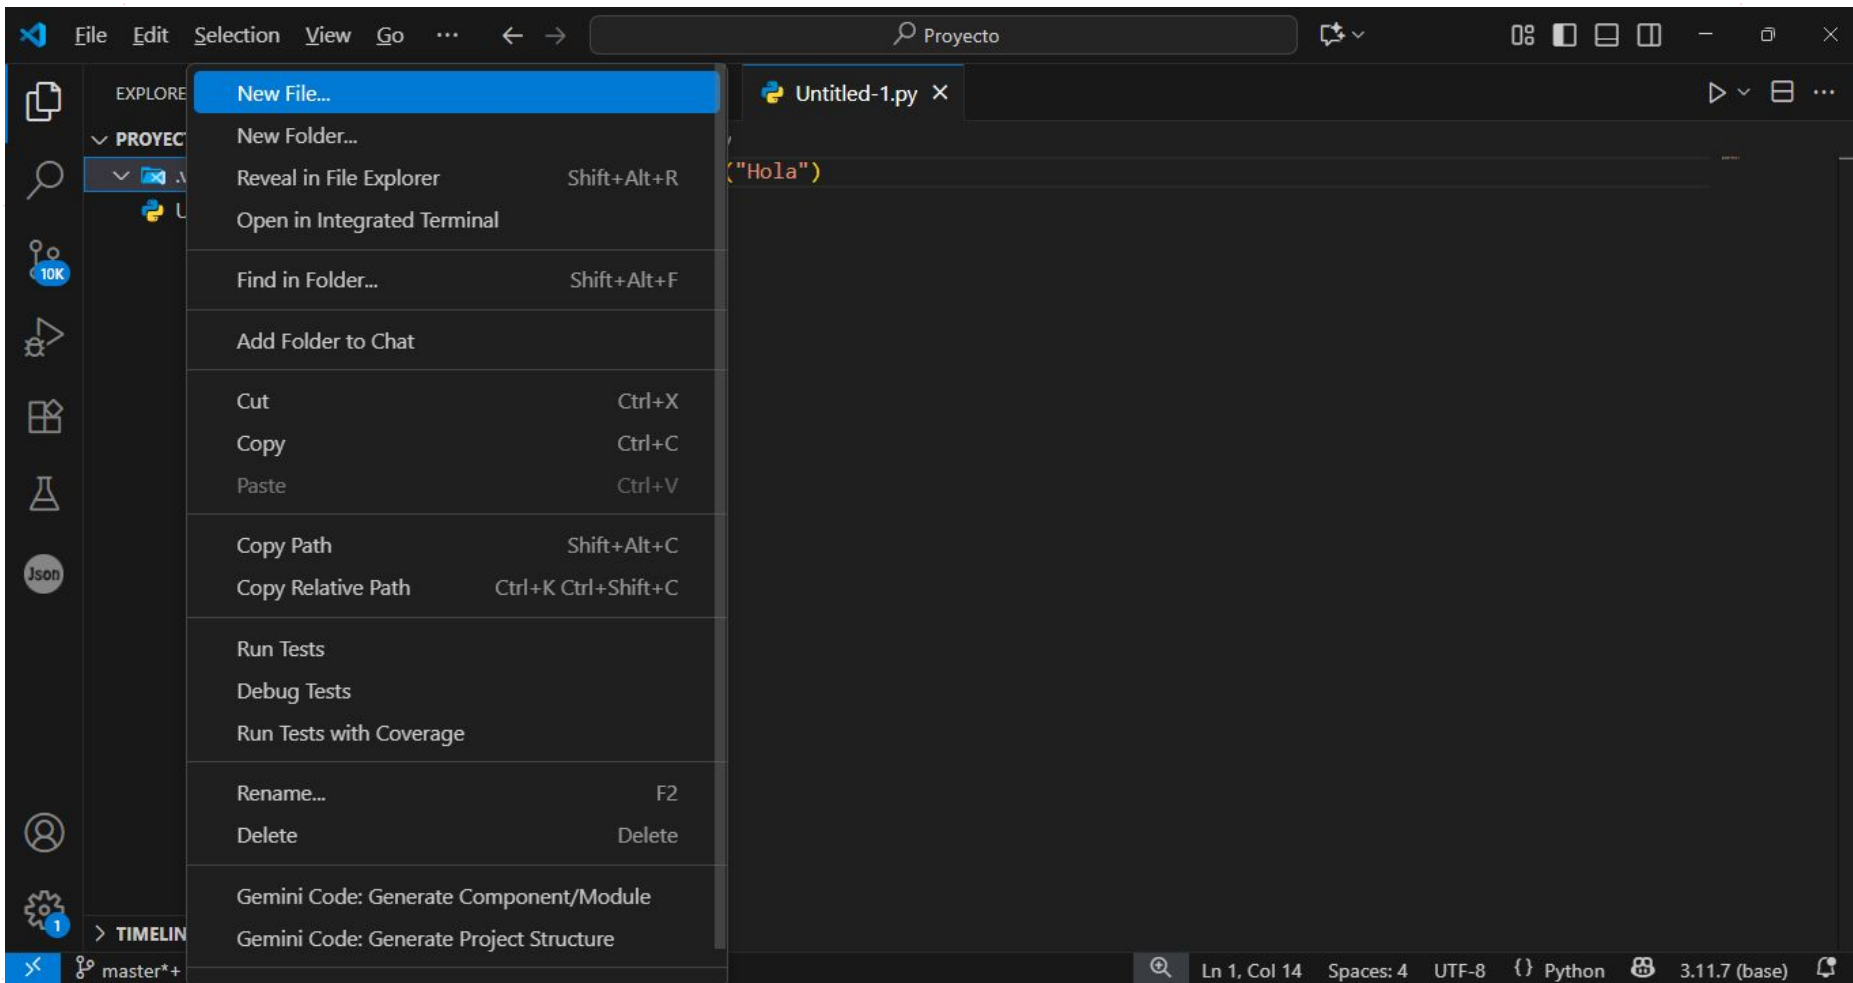 File Edit Selection View Go ··· Proyecto
EXPLORE
Untitled-1.py
PROYECT
.v
U
("Hola")
New File...
New Folder...
Reveal in File Explorer Shift+Alt+R
Open in Integrated Terminal
Find in Folder... Shift+Alt+F
Add Folder to Chat
Cut Ctrl+X
Copy Ctrl+C
Paste Ctrl+V
Copy Path Shift+Alt+C
Copy Relative Path Ctrl+K Ctrl+Shift+C
Run Tests
Debug Tests
Run Tests with Coverage
Rename... F2
Delete Delete
Gemini Code: Generate Component/Module
Gemini Code: Generate Project Structure
10K
Json
1
TIMELIN
master*+ Ln 1, Col 14 Spaces: 4 UTF-8 {} Python 3.11.7 (base)